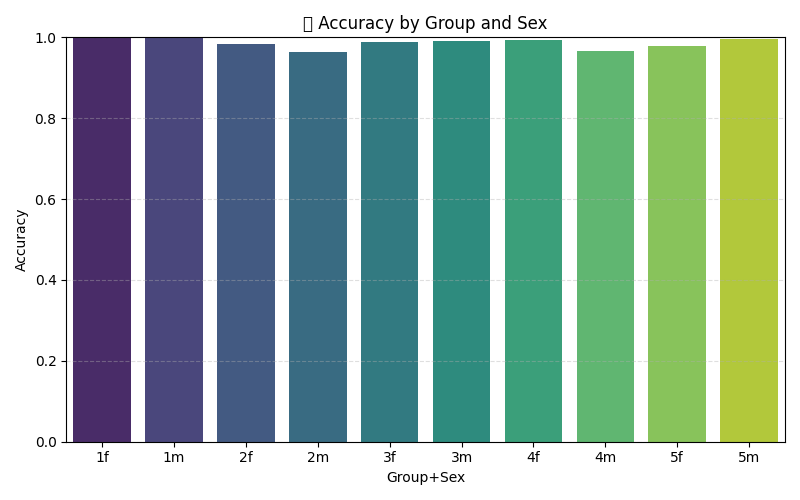 ▯ Accuracy by Group and Sex
Accuracy
1.0
0.8
0.6
0.4
0.2
0.0
1f 1m 2f 2m 3f 3m 4f 4m 5f 5m
Group+Sex